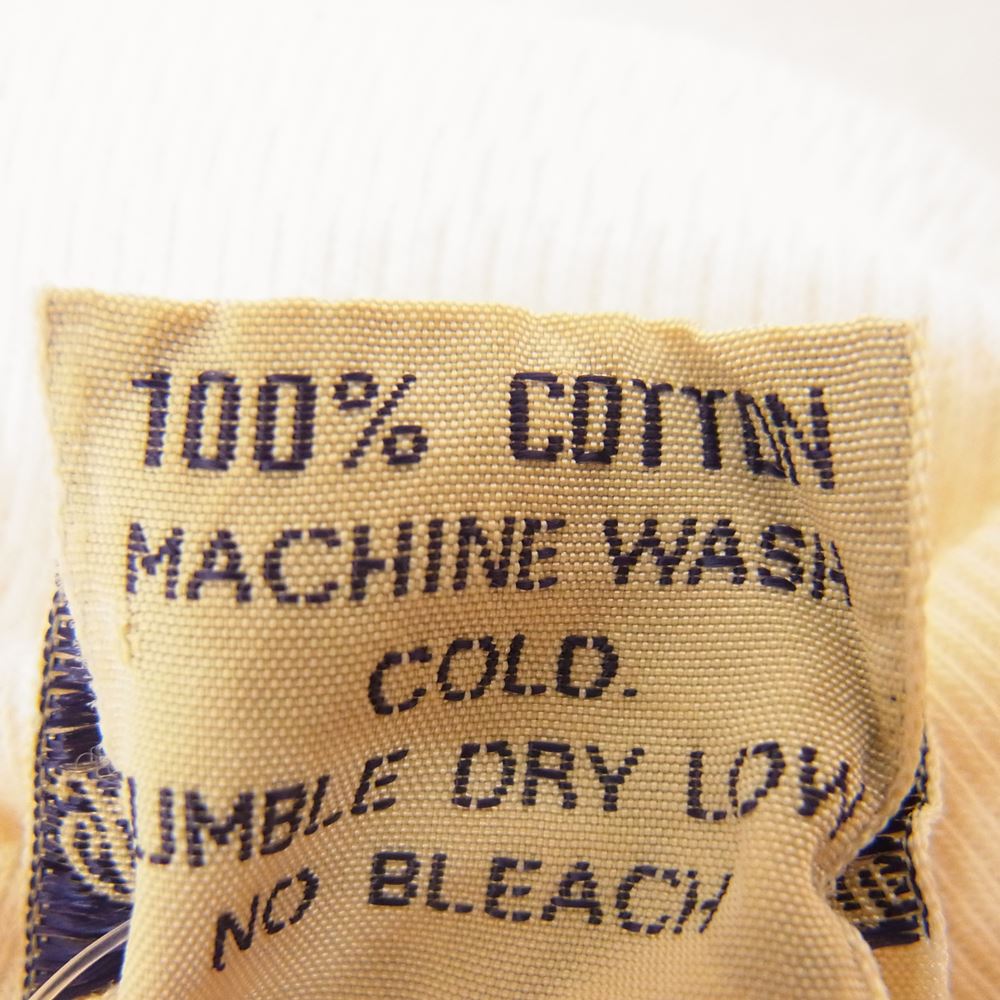 100% COTTON
MACHINE WASH
COLD.
UMBLE DRY LOW
NO BLEACH